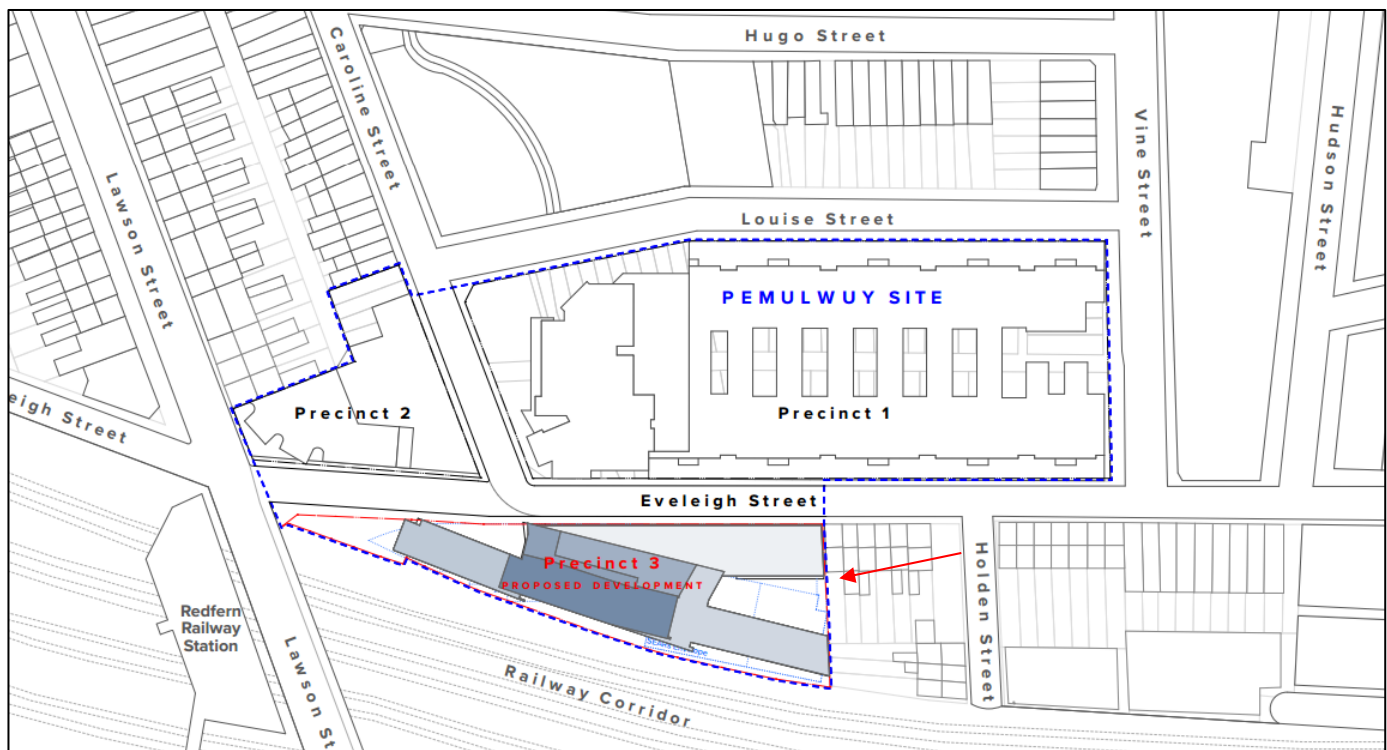 Hugo Street
Caroline Street
Vine Street
Hudson Street
Lawson Street
Louise Street
PEMULWUY SITE
Precinct 2
Precinct 1
eigh Street
Eveleigh Street
Precinct 3
PROPOSED DEVELOPMENT
Holden Street
Redfern
Railway
Station
Lawson St
Railway Corridor